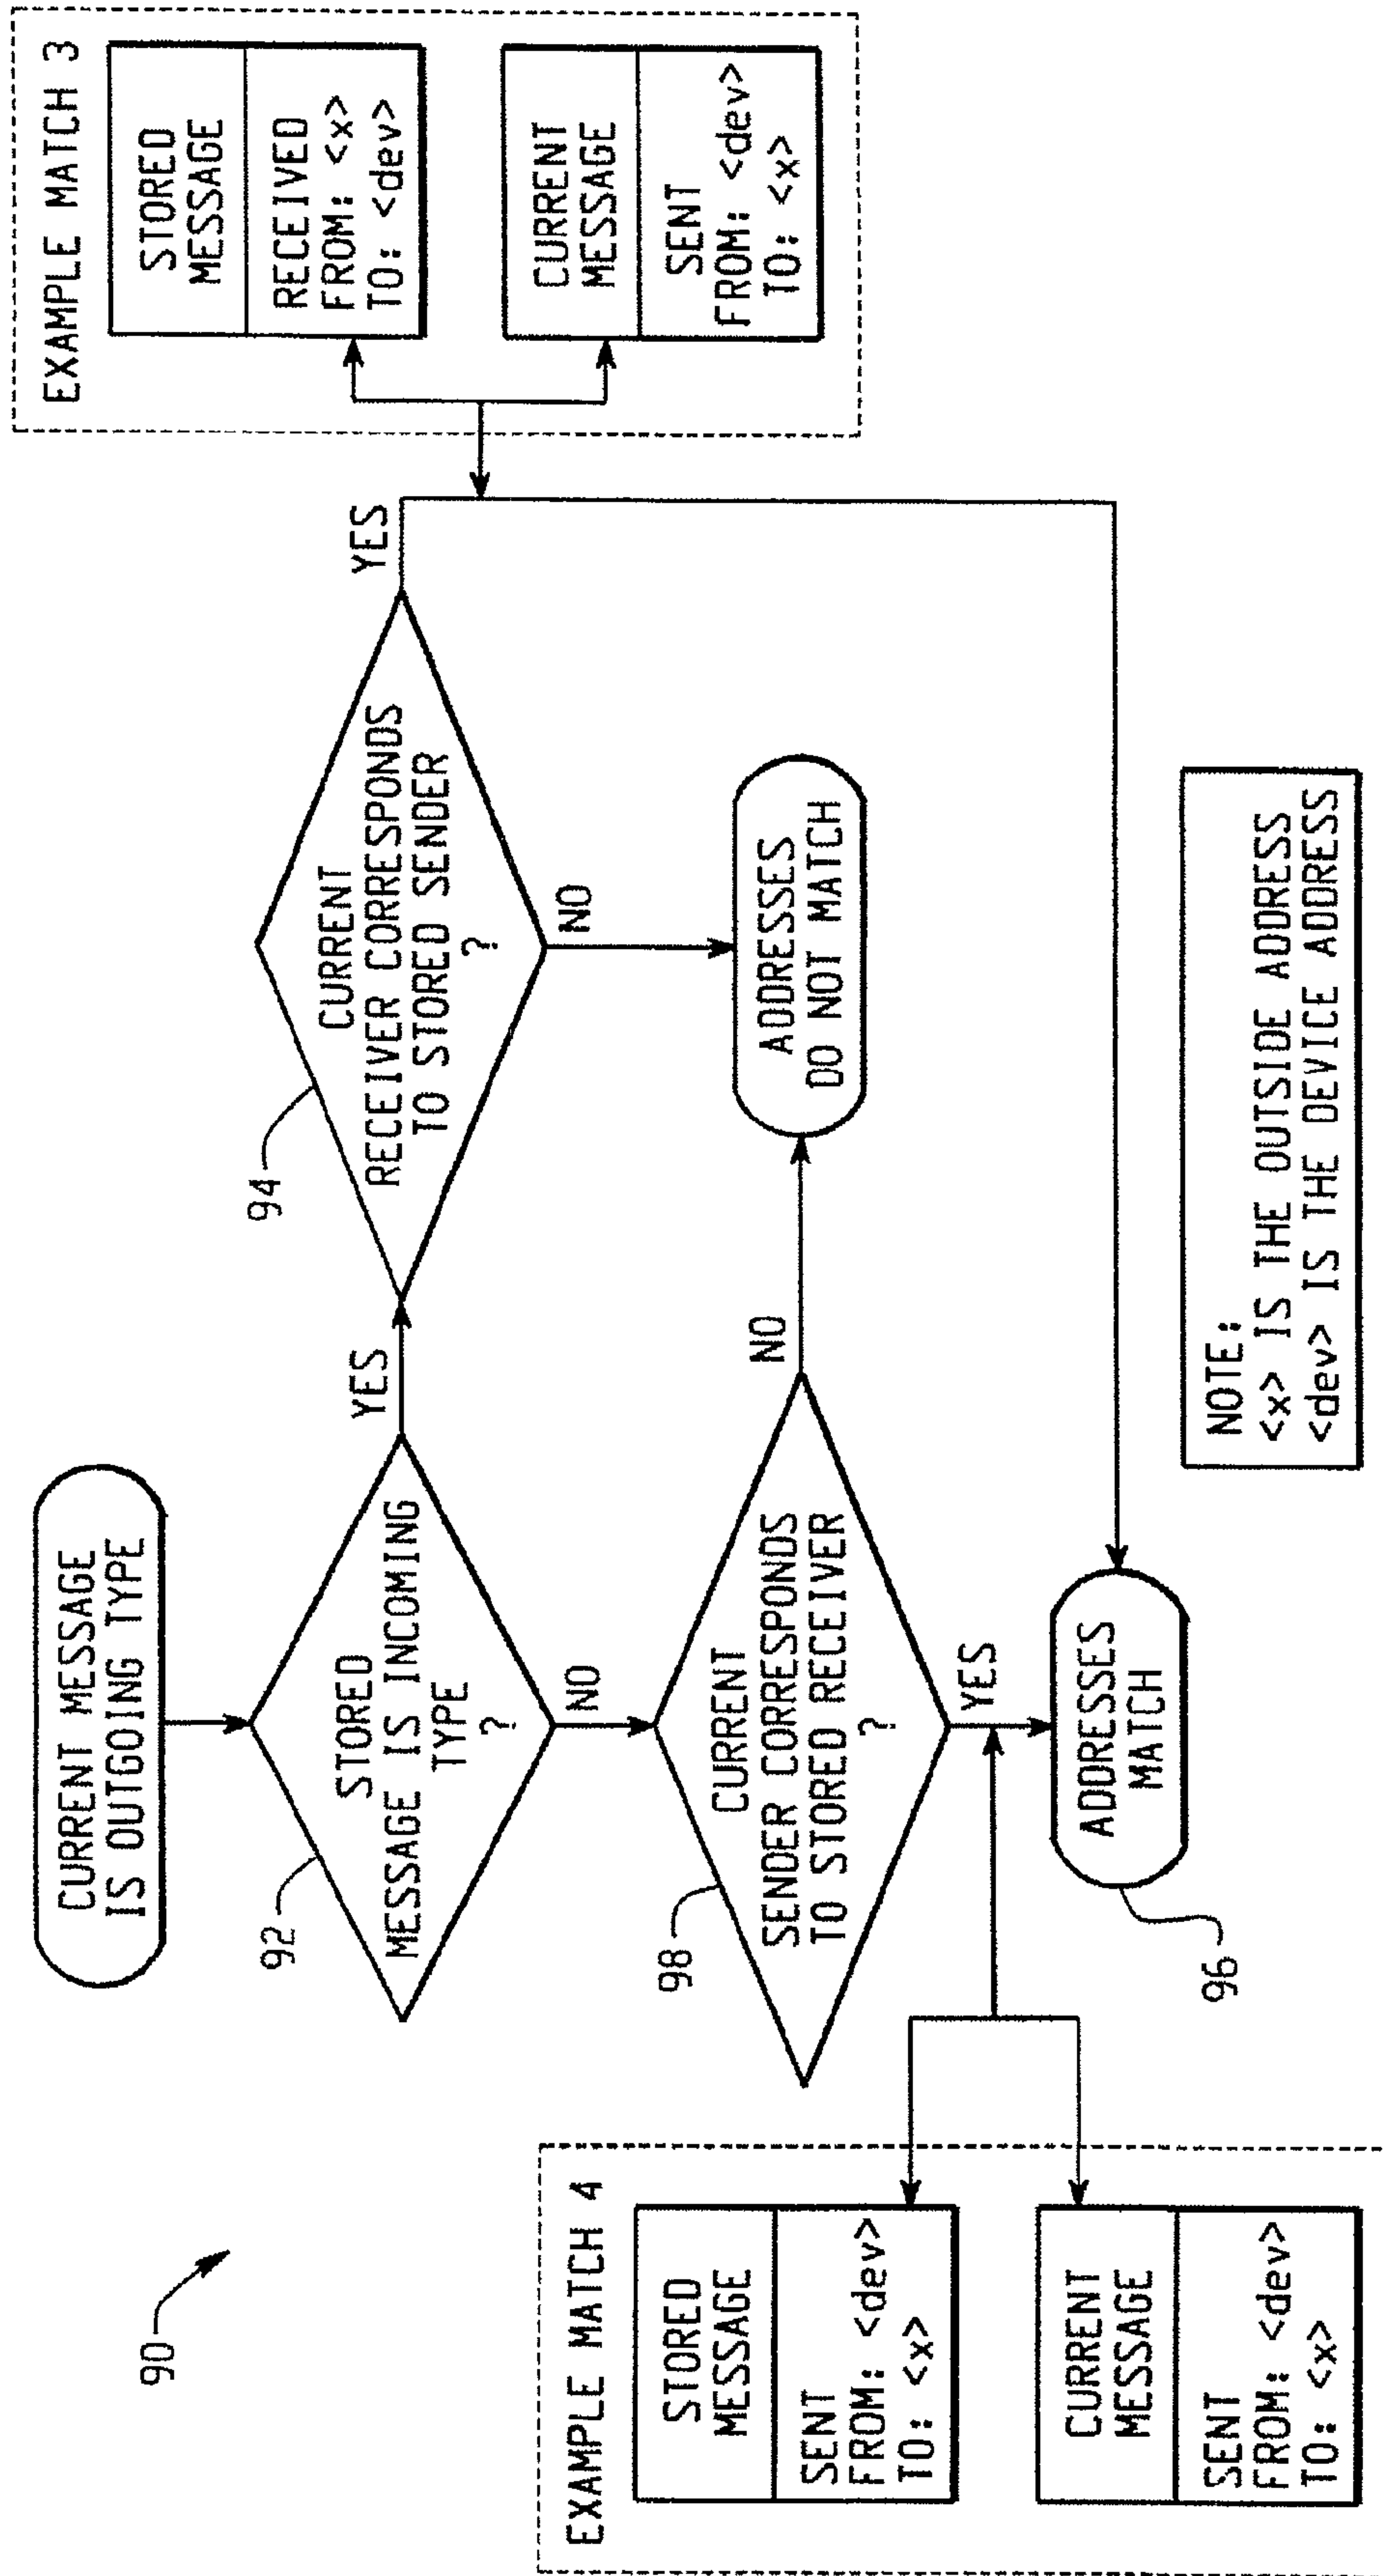 90
CURRENT MESSAGE
IS OUTGOING TYPE
92
STORED
MESSAGE IS INCOMING
TYPE
?
YES
NO
94
CURRENT
RECEIVER CORRESPONDS
TO STORED SENDER
?
YES
NO
EXAMPLE MATCH 3
STORED
MESSAGE
RECEIVED
FROM: <x>
TO: <dev>
CURRENT
MESSAGE
SENT
FROM: <dev>
TO: <x>
98
CURRENT
SENDER CORRESPONDS
TO STORED RECEIVER
?
NO
YES
ADDRESSES
DO NOT MATCH
EXAMPLE MATCH 4
STORED
MESSAGE
SENT
FROM: <dev>
TO: <x>
CURRENT
MESSAGE
SENT
FROM: <dev>
TO: <x>
96
ADDRESSES
MATCH
NOTE:
<x> IS THE OUTSIDE ADDRESS
<dev> IS THE DEVICE ADDRESS